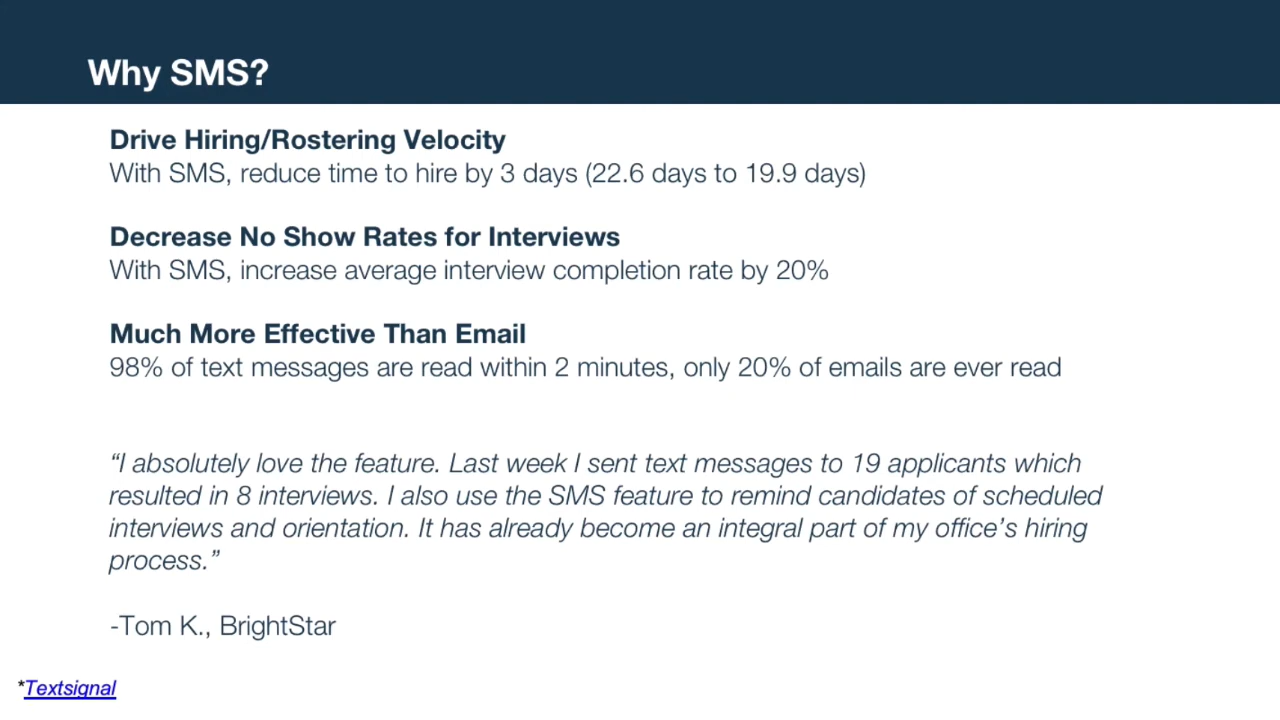 Why SMS?
Drive Hiring/Rostering Velocity
With SMS, reduce time to hire by 3 days (22.6 days to 19.9 days)
Decrease No Show Rates for Interviews
With SMS, increase average interview completion rate by 20%
Much More Effective Than Email
98% of text messages are read within 2 minutes, only 20% of emails are ever read
“I absolutely love the feature. Last week I sent text messages to 19 applicants which
resulted in 8 interviews. I also use the SMS feature to remind candidates of scheduled
interviews and orientation. It has already become an integral part of my office’s hiring
process.”
-Tom K., BrightStar
*Textsignal